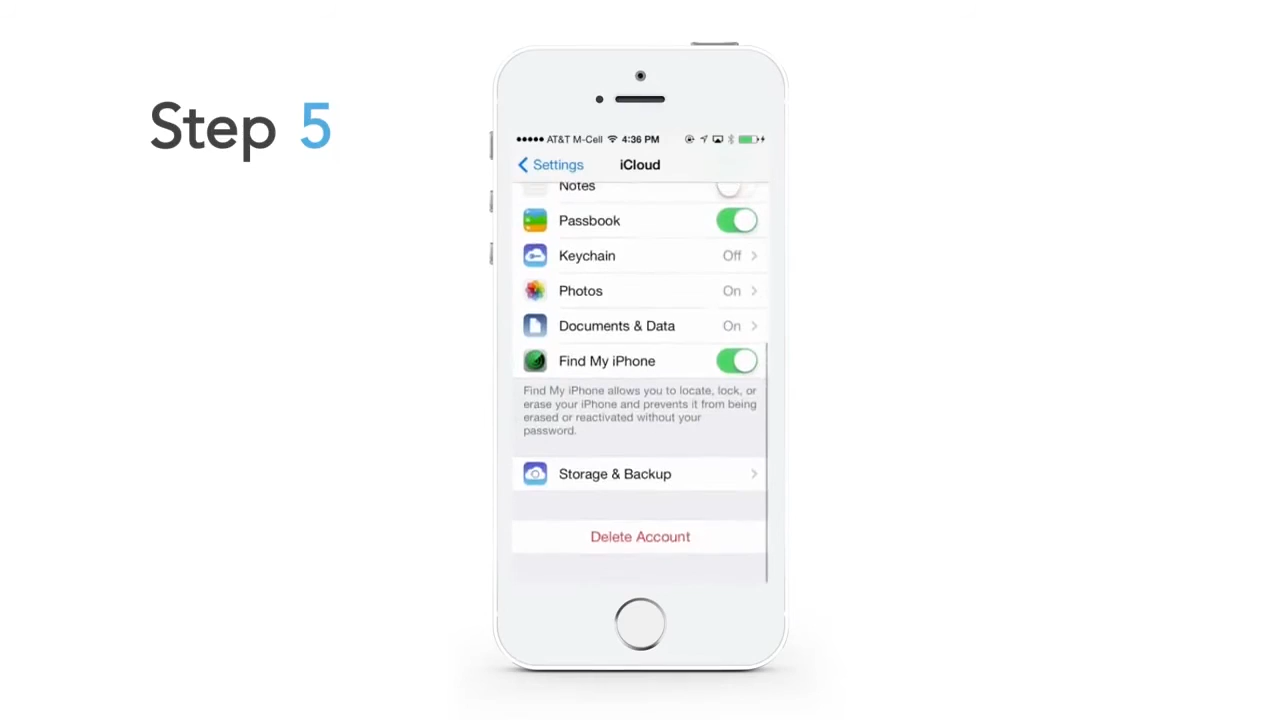 Step 5
AT&T M-Cell 4:36 PM
Settings iCloud
Notes
Passbook
Keychain Off
Photos On
Documents & Data On
Find My iPhone
Find My iPhone allows you to locate, lock, or
erase your iPhone and prevents it from being
erased or reactivated without your
password.
Storage & Backup
Delete Account